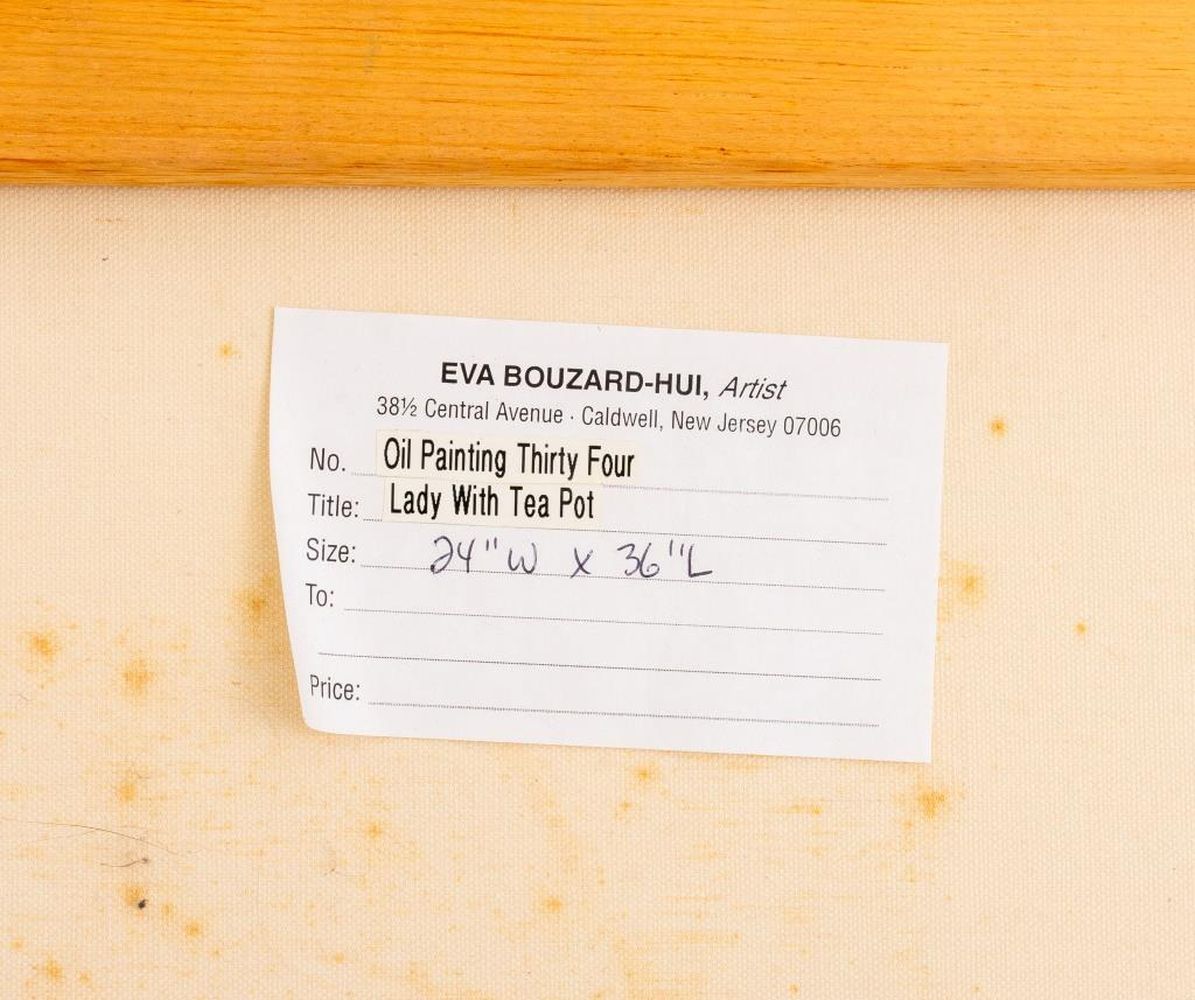 EVA BOUZARD-HUI, Artist
38½ Central Avenue · Caldwell, New Jersey 07006
No. Oil Painting Thirty Four
Title: Lady With Tea Pot
Size: 24"W x 36"L
To:
Price: